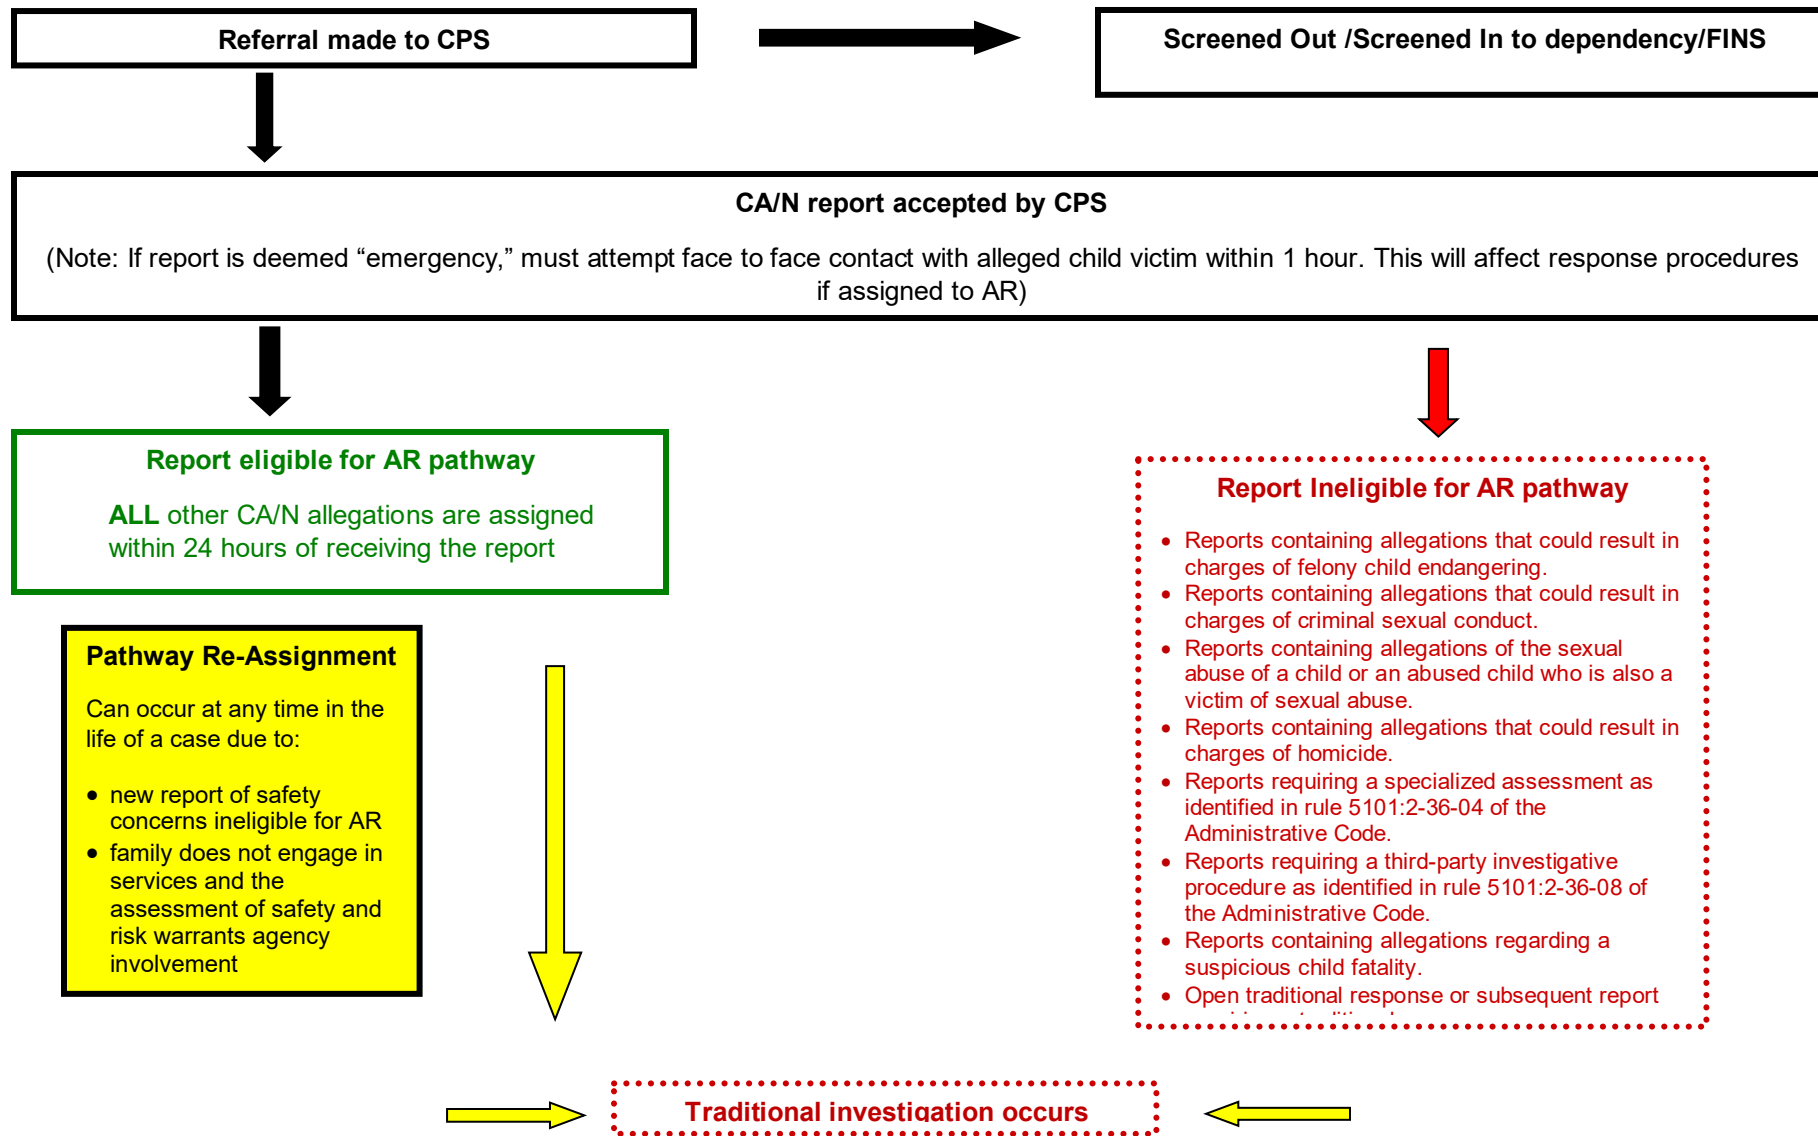 Referral made to CPS
Screened Out /Screened In to dependency/FINS
CA/N report accepted by CPS
(Note: If report is deemed “emergency,” must attempt face to face contact with alleged child victim within 1 hour. This will affect response procedures
if assigned to AR)
Report eligible for AR pathway
ALL other CA/N allegations are assigned
within 24 hours of receiving the report
Pathway Re-Assignment
Can occur at any time in the
life of a case due to:
• new report of safety
concerns ineligible for AR
• family does not engage in
services and the
assessment of safety and
risk warrants agency
involvement
Report Ineligible for AR pathway
• Reports containing allegations that could result in
charges of felony child endangering.
• Reports containing allegations that could result in
charges of criminal sexual conduct.
• Reports containing allegations of the sexual
abuse of a child or an abused child who is also a
victim of sexual abuse.
• Reports containing allegations that could result in
charges of homicide.
• Reports requiring a specialized assessment as
identified in rule 5101:2-36-04 of the
Administrative Code.
• Reports requiring a third-party investigative
procedure as identified in rule 5101:2-36-08 of
the Administrative Code.
• Reports containing allegations regarding a
suspicious child fatality.
• Open traditional response or subsequent report
Traditional investigation occurs